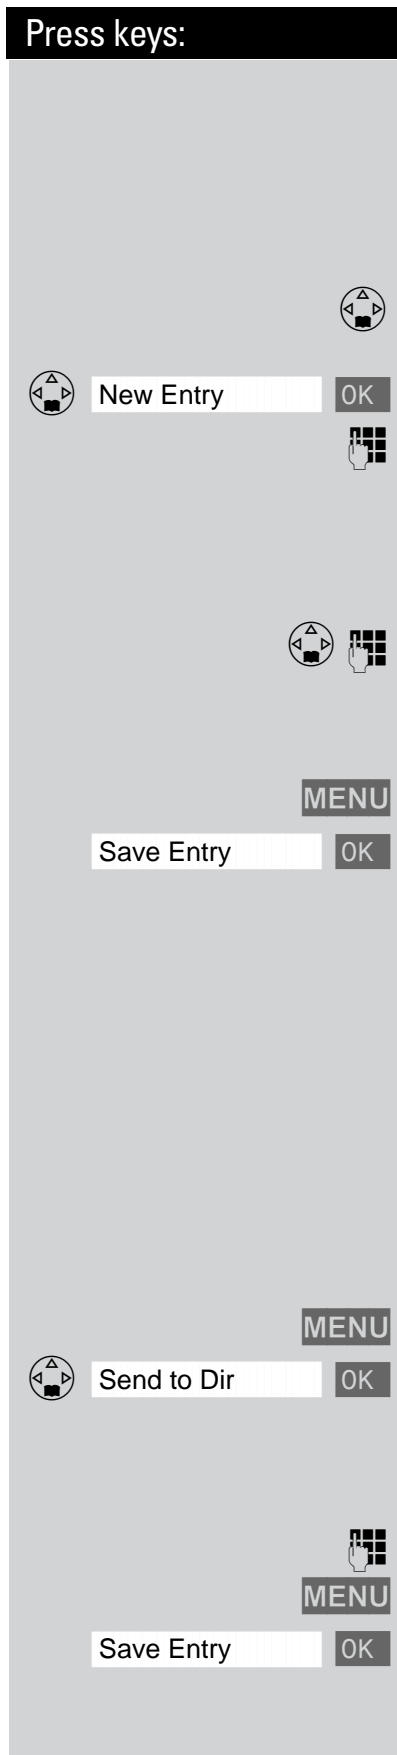 Press keys:
New Entry OK
MENU
Save Entry OK
MENU
Send to Dir OK
MENU
Save Entry OK